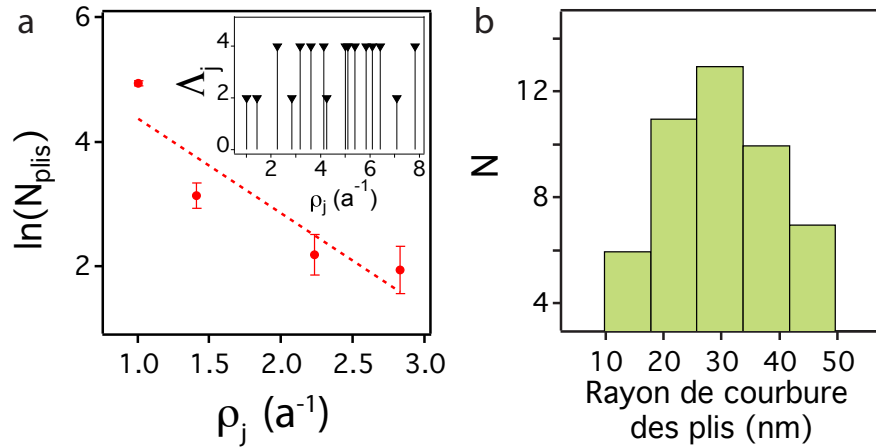 a
6
4
2
ln(Nplis)
1.0 1.5 2.0 2.5 3.0
ρj (a-1)
4
2
0
Λj
2 4 6 8
ρj (a-1)
b
12
8
4
N
10 20 30 40 50
Rayon de courbure
des plis (nm)